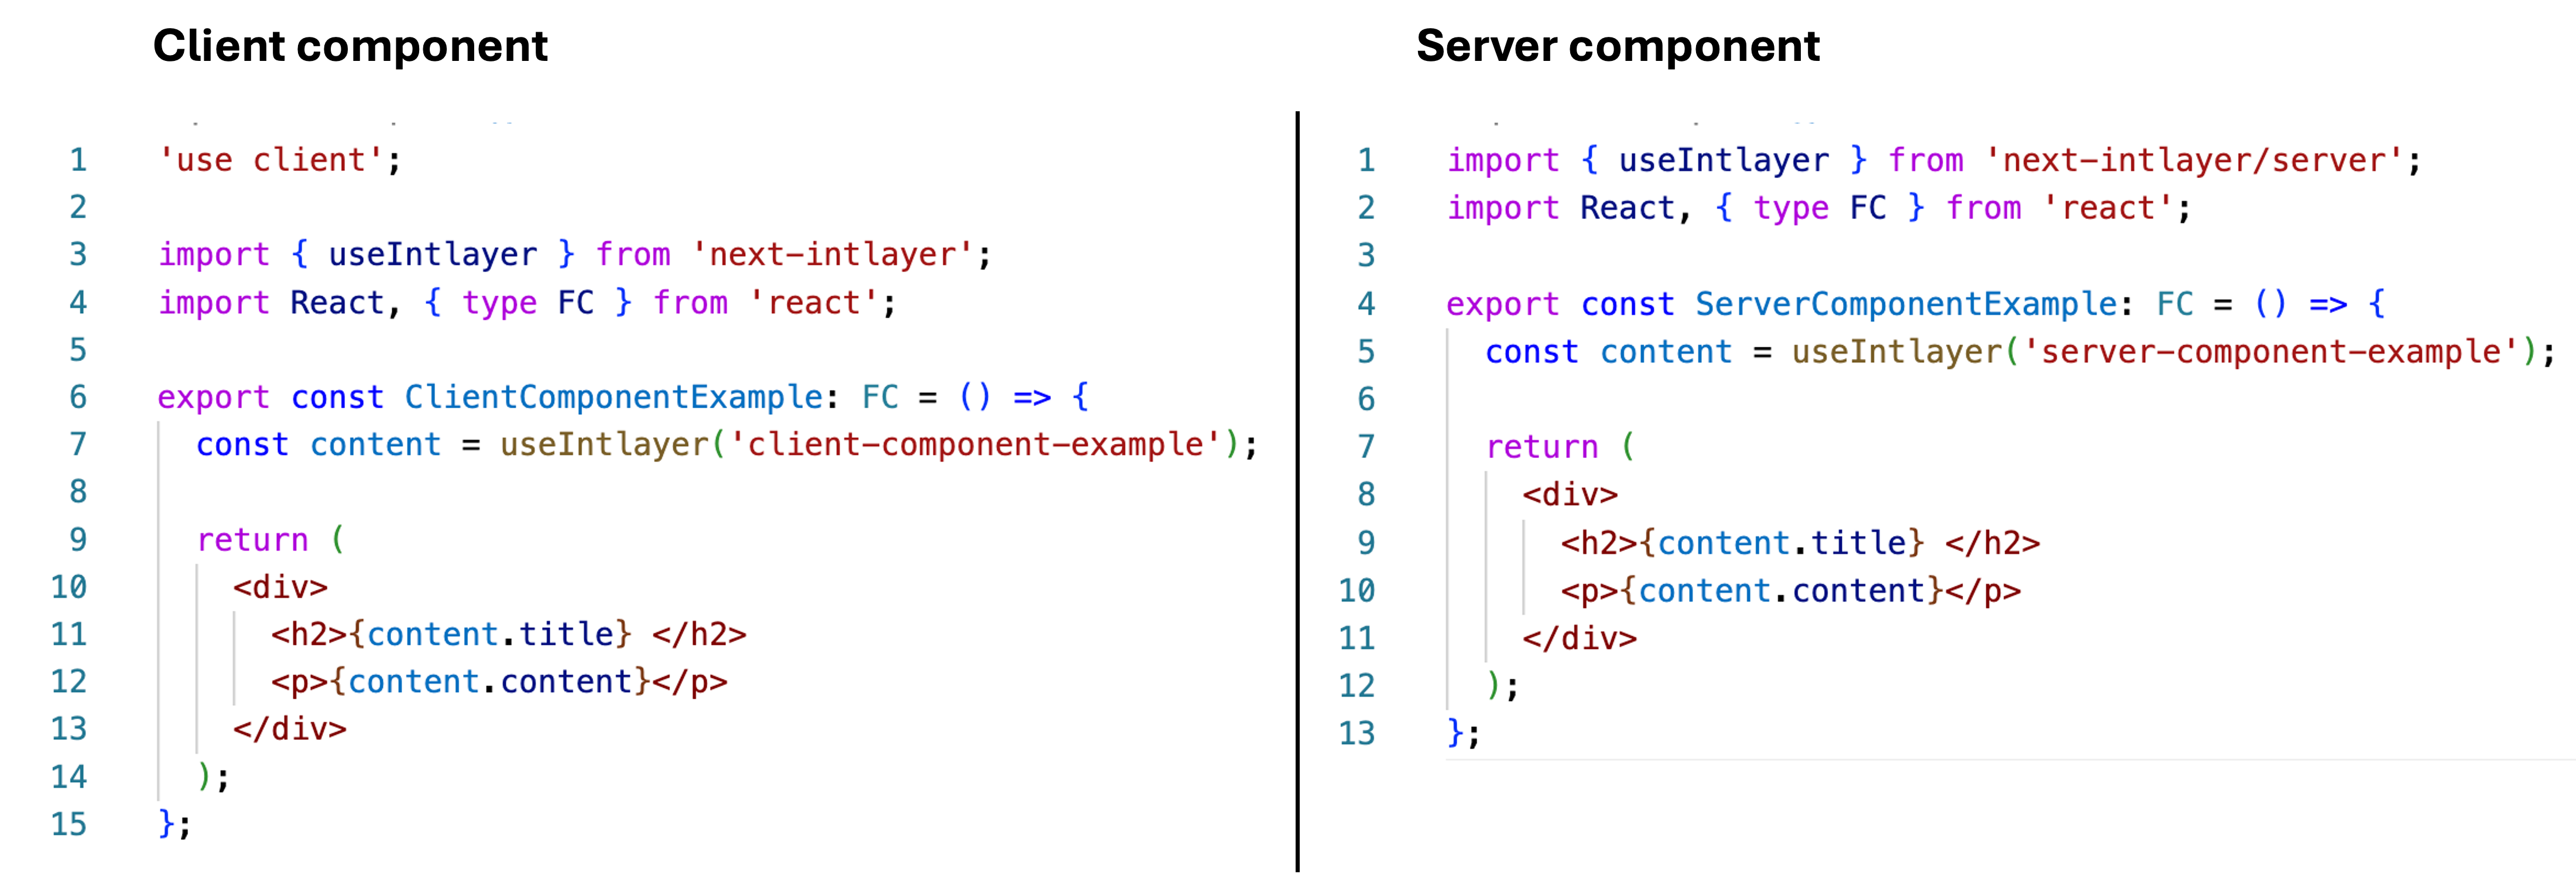 Client component
1 'use client';
2
3 import { useIntlayer } from 'next-intlayer';
4 import React, { type FC } from 'react';
5
6 export const ClientComponentExample: FC = () => {
7   const content = useIntlayer('client-component-example');
8
9   return (
10     <div>
11       <h2>{content.title} </h2>
12       <p>{content.content}</p>
13     </div>
14   );
15 };
Server component
1 import { useIntlayer } from 'next-intlayer/server';
2 import React, { type FC } from 'react';
3
4 export const ServerComponentExample: FC = () => {
5   const content = useIntlayer('server-component-example');
6
7   return (
8     <div>
9       <h2>{content.title} </h2>
10       <p>{content.content}</p>
11     </div>
12   );
13 };